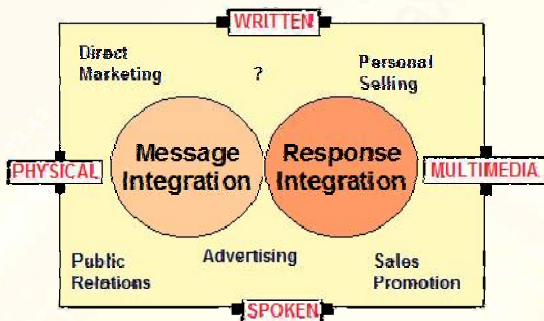 WRITTEN
Direct
Marketing
?
Personal
Selling
PHYSICAL
Message
Integration
Response
Integration
MULTIMEDIA
Public
Relations
Advertising
Sales
Promotion
SPOKEN